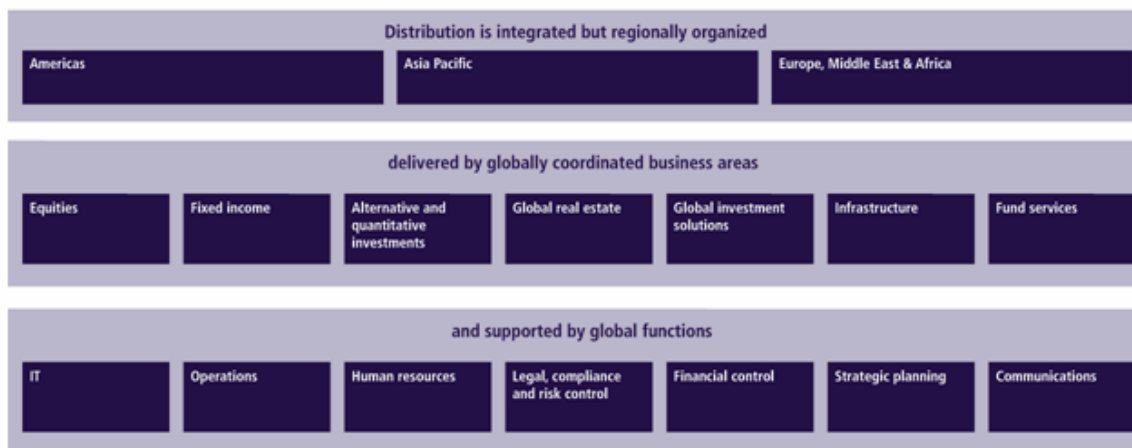 Distribution is integrated but regionally organized
Americas
Asia Pacific
Europe, Middle East & Africa
delivered by globally coordinated business areas
Equities
Fixed income
Alternative and
quantitative
investments
Global real estate
Global investment
solutions
Infrastructure
Fund services
and supported by global functions
IT
Operations
Human resources
Legal, compliance
and risk control
Financial control
Strategic planning
Communications